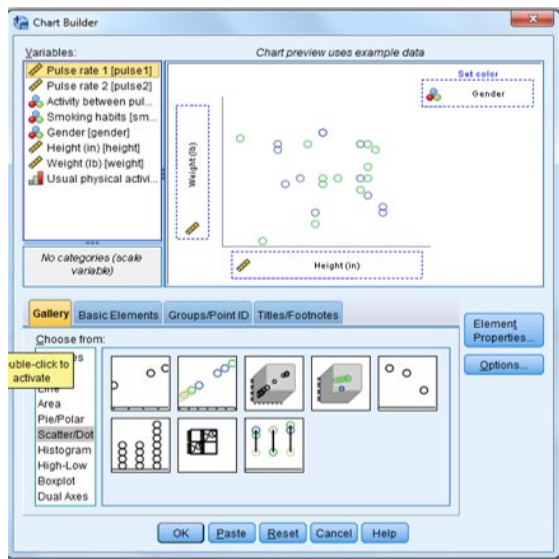 Chart Builder
Variables:
Chart preview uses example data
Pulse rate 1 [pulse1]
Pulse rate 2 [pulse2]
Activity between pul...
Smoking habits [sm...
Gender [gender]
Height (in) [height]
Weight (lb) [weight]
Usual physical activi...
No categories (scale
variable)
Set color
Gender
Weight (lb)
Height (in)
Gallery
Basic Elements
Groups/Point ID
Titles/Footnotes
Choose from:
uble-click to
activate
Area
Pie/Polar
Scatter/Dot
Histogram
High-Low
Boxplot
Dual Axes
Element
Properties...
Options...
OK
Paste
Reset
Cancel
Help